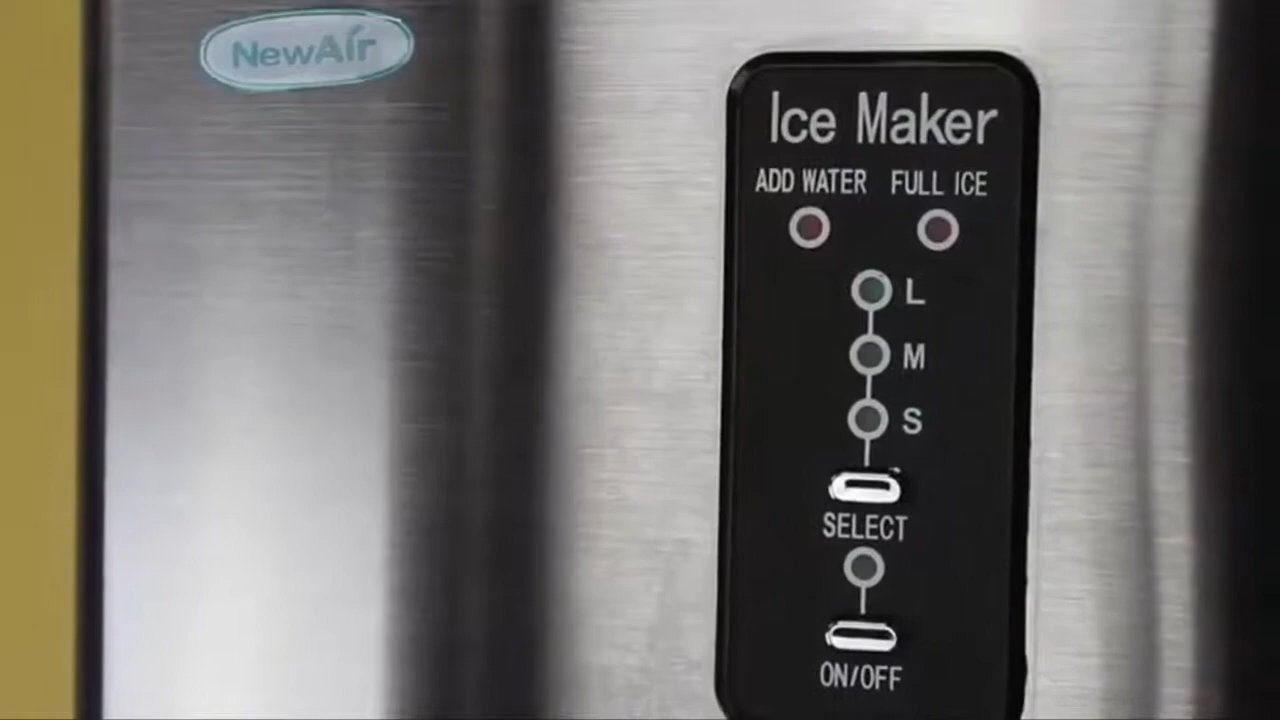 NewAir
Ice Maker
ADD WATER FULL ICE
L
M
S
SELECT
ON/OFF